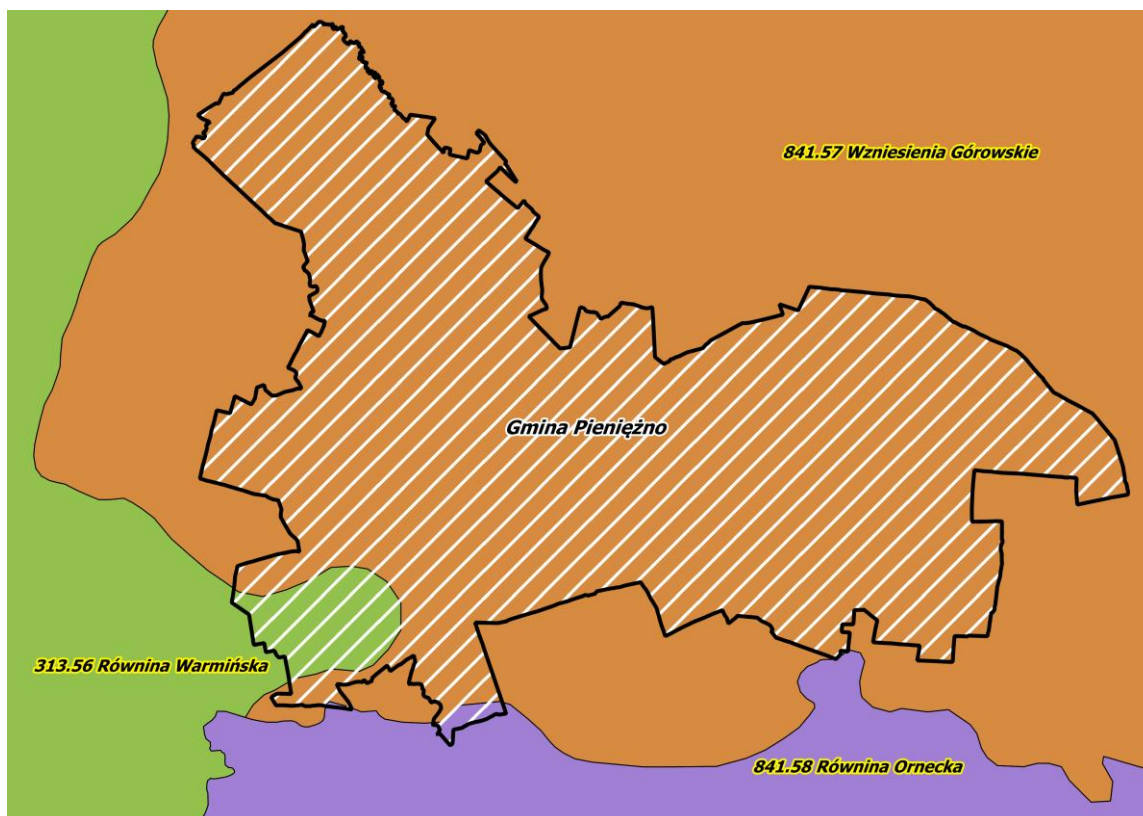 841.57 Wzniesienia Górowskie
Gmina Pieniężno
313.56 Równina Warmińska
841.58 Równina Ornecka